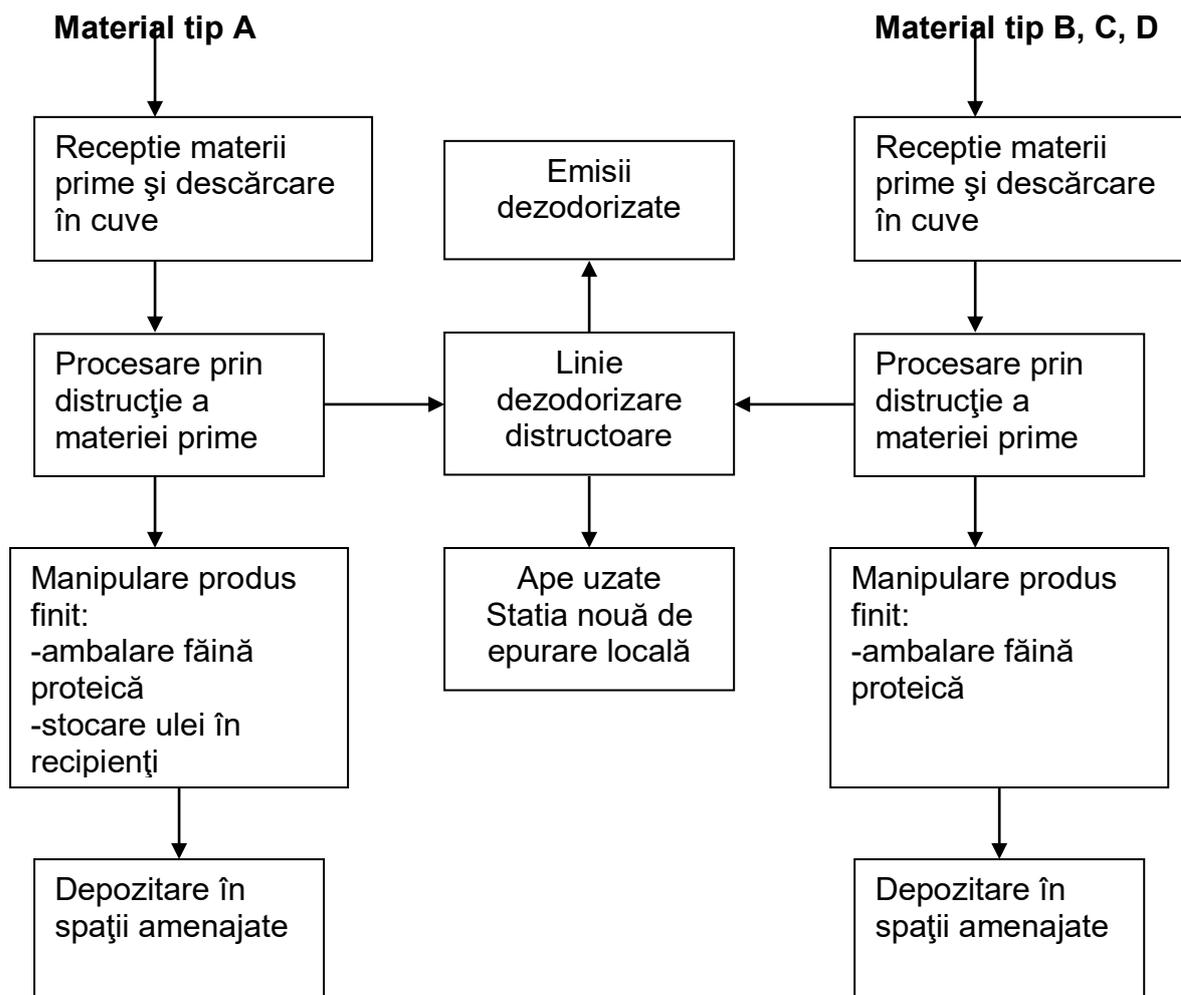 Material tip A
Receptie materii
prime şi descărcare
în cuve
Procesare prin
distrucţie a
materiei prime
Manipulare produs
finit:
-ambalare făină
proteică
-stocare ulei în
recipienţi
Depozitare în
spaţii amenajate
Emisii
dezodorizate
Linie
dezodorizare
distructoare
Ape uzate
Statia nouă de
epurare locală
Material tip B, C, D
Receptie materii
prime şi descărcare
în cuve
Procesare prin
distrucţie a
materiei prime
Manipulare produs
finit:
-ambalare făină
proteică
Depozitare în
spaţii amenajate